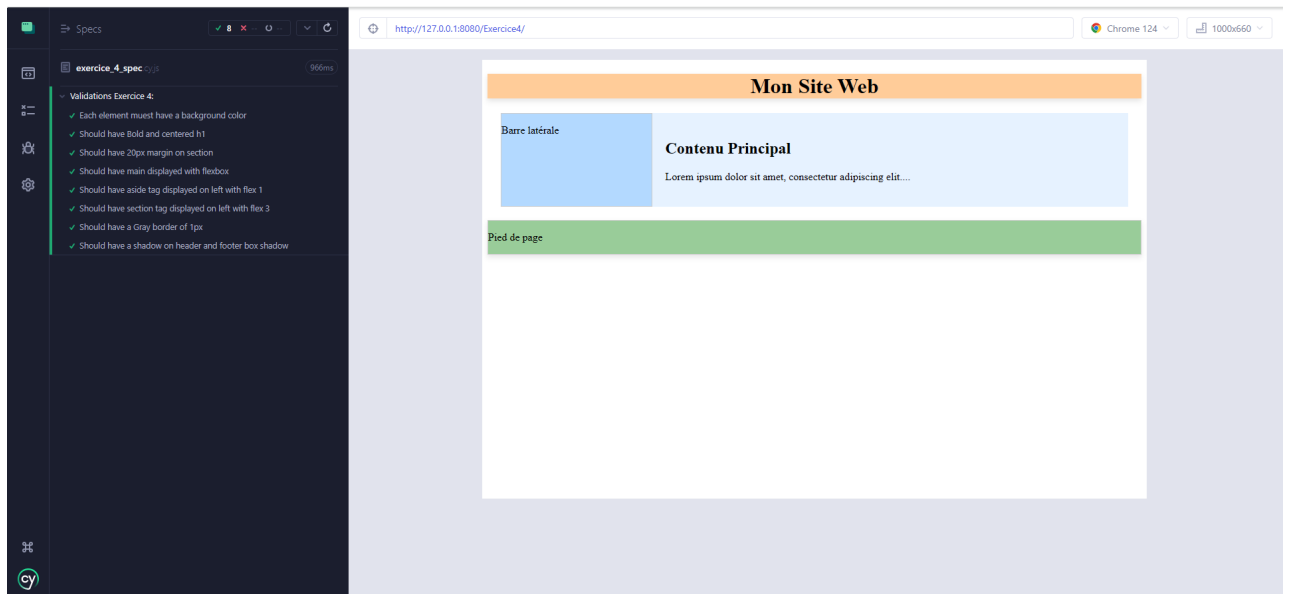 Specs
8 -- --
http://127.0.0.1:8080/Exercice4/
Chrome 124
1000x660
exercice_4_spec.cy.js
966ms
Validations Exercice 4:
Each element muest have a background color
Should have Bold and centered h1
Should have 20px margin on section
Should have main displayed with flexbox
Should have aside tag displayed on left with flex 1
Should have section tag displayed on left with flex 3
Should have a Gray border of 1px
Should have a shadow on header and footer box shadow
Mon Site Web
Barre latérale
Contenu Principal
Lorem ipsum dolor sit amet, consectetur adipiscing elit....
Pied de page
cy